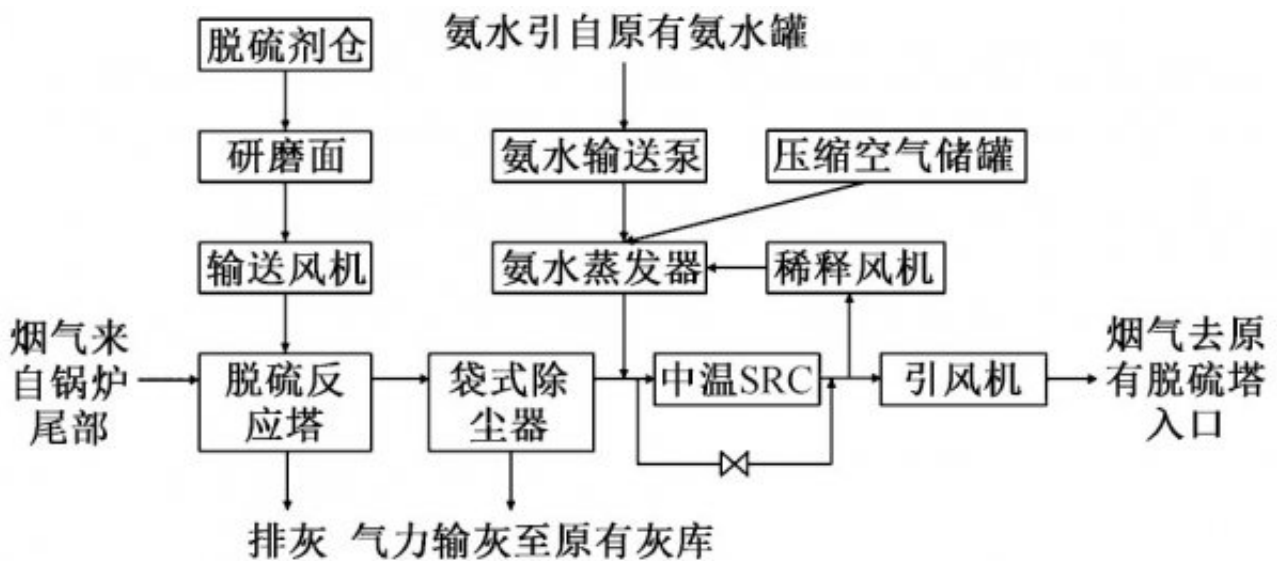 脱硫剂仓
氨水引自原有氨水罐
研磨面
氨水输送泵
压缩空气储罐
输送风机
氨水蒸发器
稀释风机
烟气来
自锅炉
尾部
脱硫反
应塔
袋式除
尘器
中温SRC
引风机
烟气去原
有脱硫塔
入口
排灰
气力输灰至原有灰库